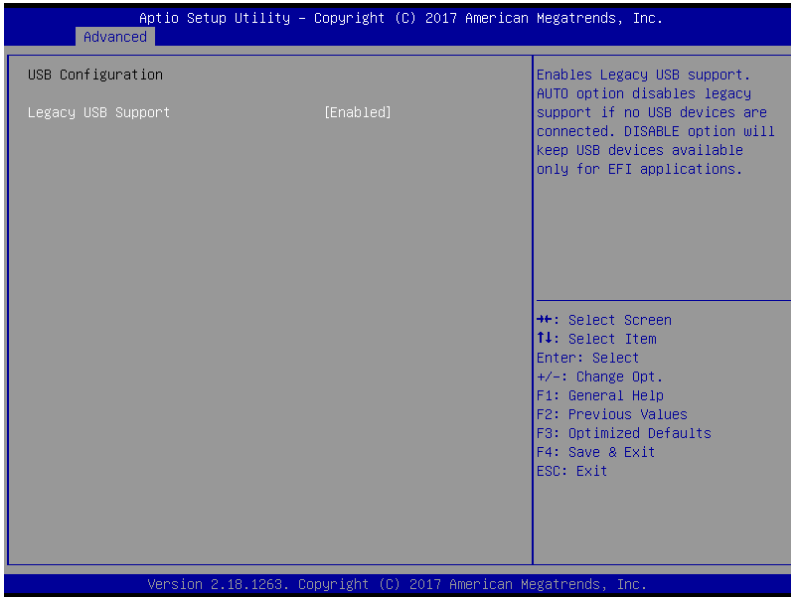 Aptio Setup Utility – Copyright (C) 2017 American Megatrends, Inc.
Advanced
USB Configuration
Legacy USB Support [Enabled]
Enables Legacy USB support.
AUTO option disables legacy
support if no USB devices are
connected. DISABLE option will
keep USB devices available
only for EFI applications.
→←: Select Screen
↑↓: Select Item
Enter: Select
+/-: Change Opt.
F1: General Help
F2: Previous Values
F3: Optimized Defaults
F4: Save & Exit
ESC: Exit
Version 2.18.1263. Copyright (C) 2017 American Megatrends, Inc.